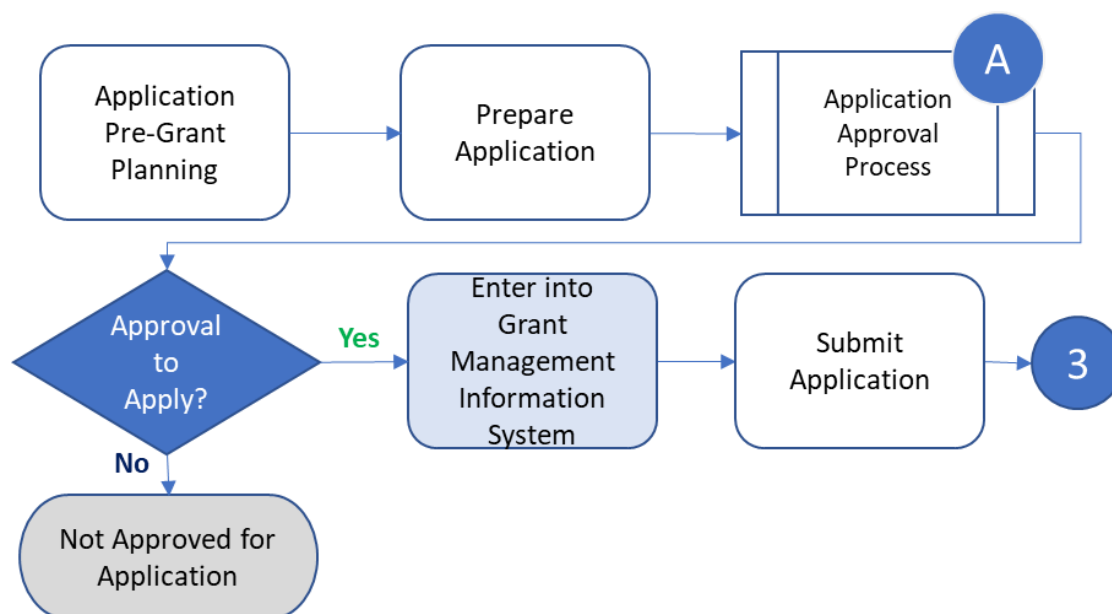 Application
Pre-Grant
Planning
Prepare
Application
A
Application
Approval
Process
Approval
to
Apply?
Yes
No
Enter into
Grant
Management
Information
System
Submit
Application
3
Not Approved for
Application